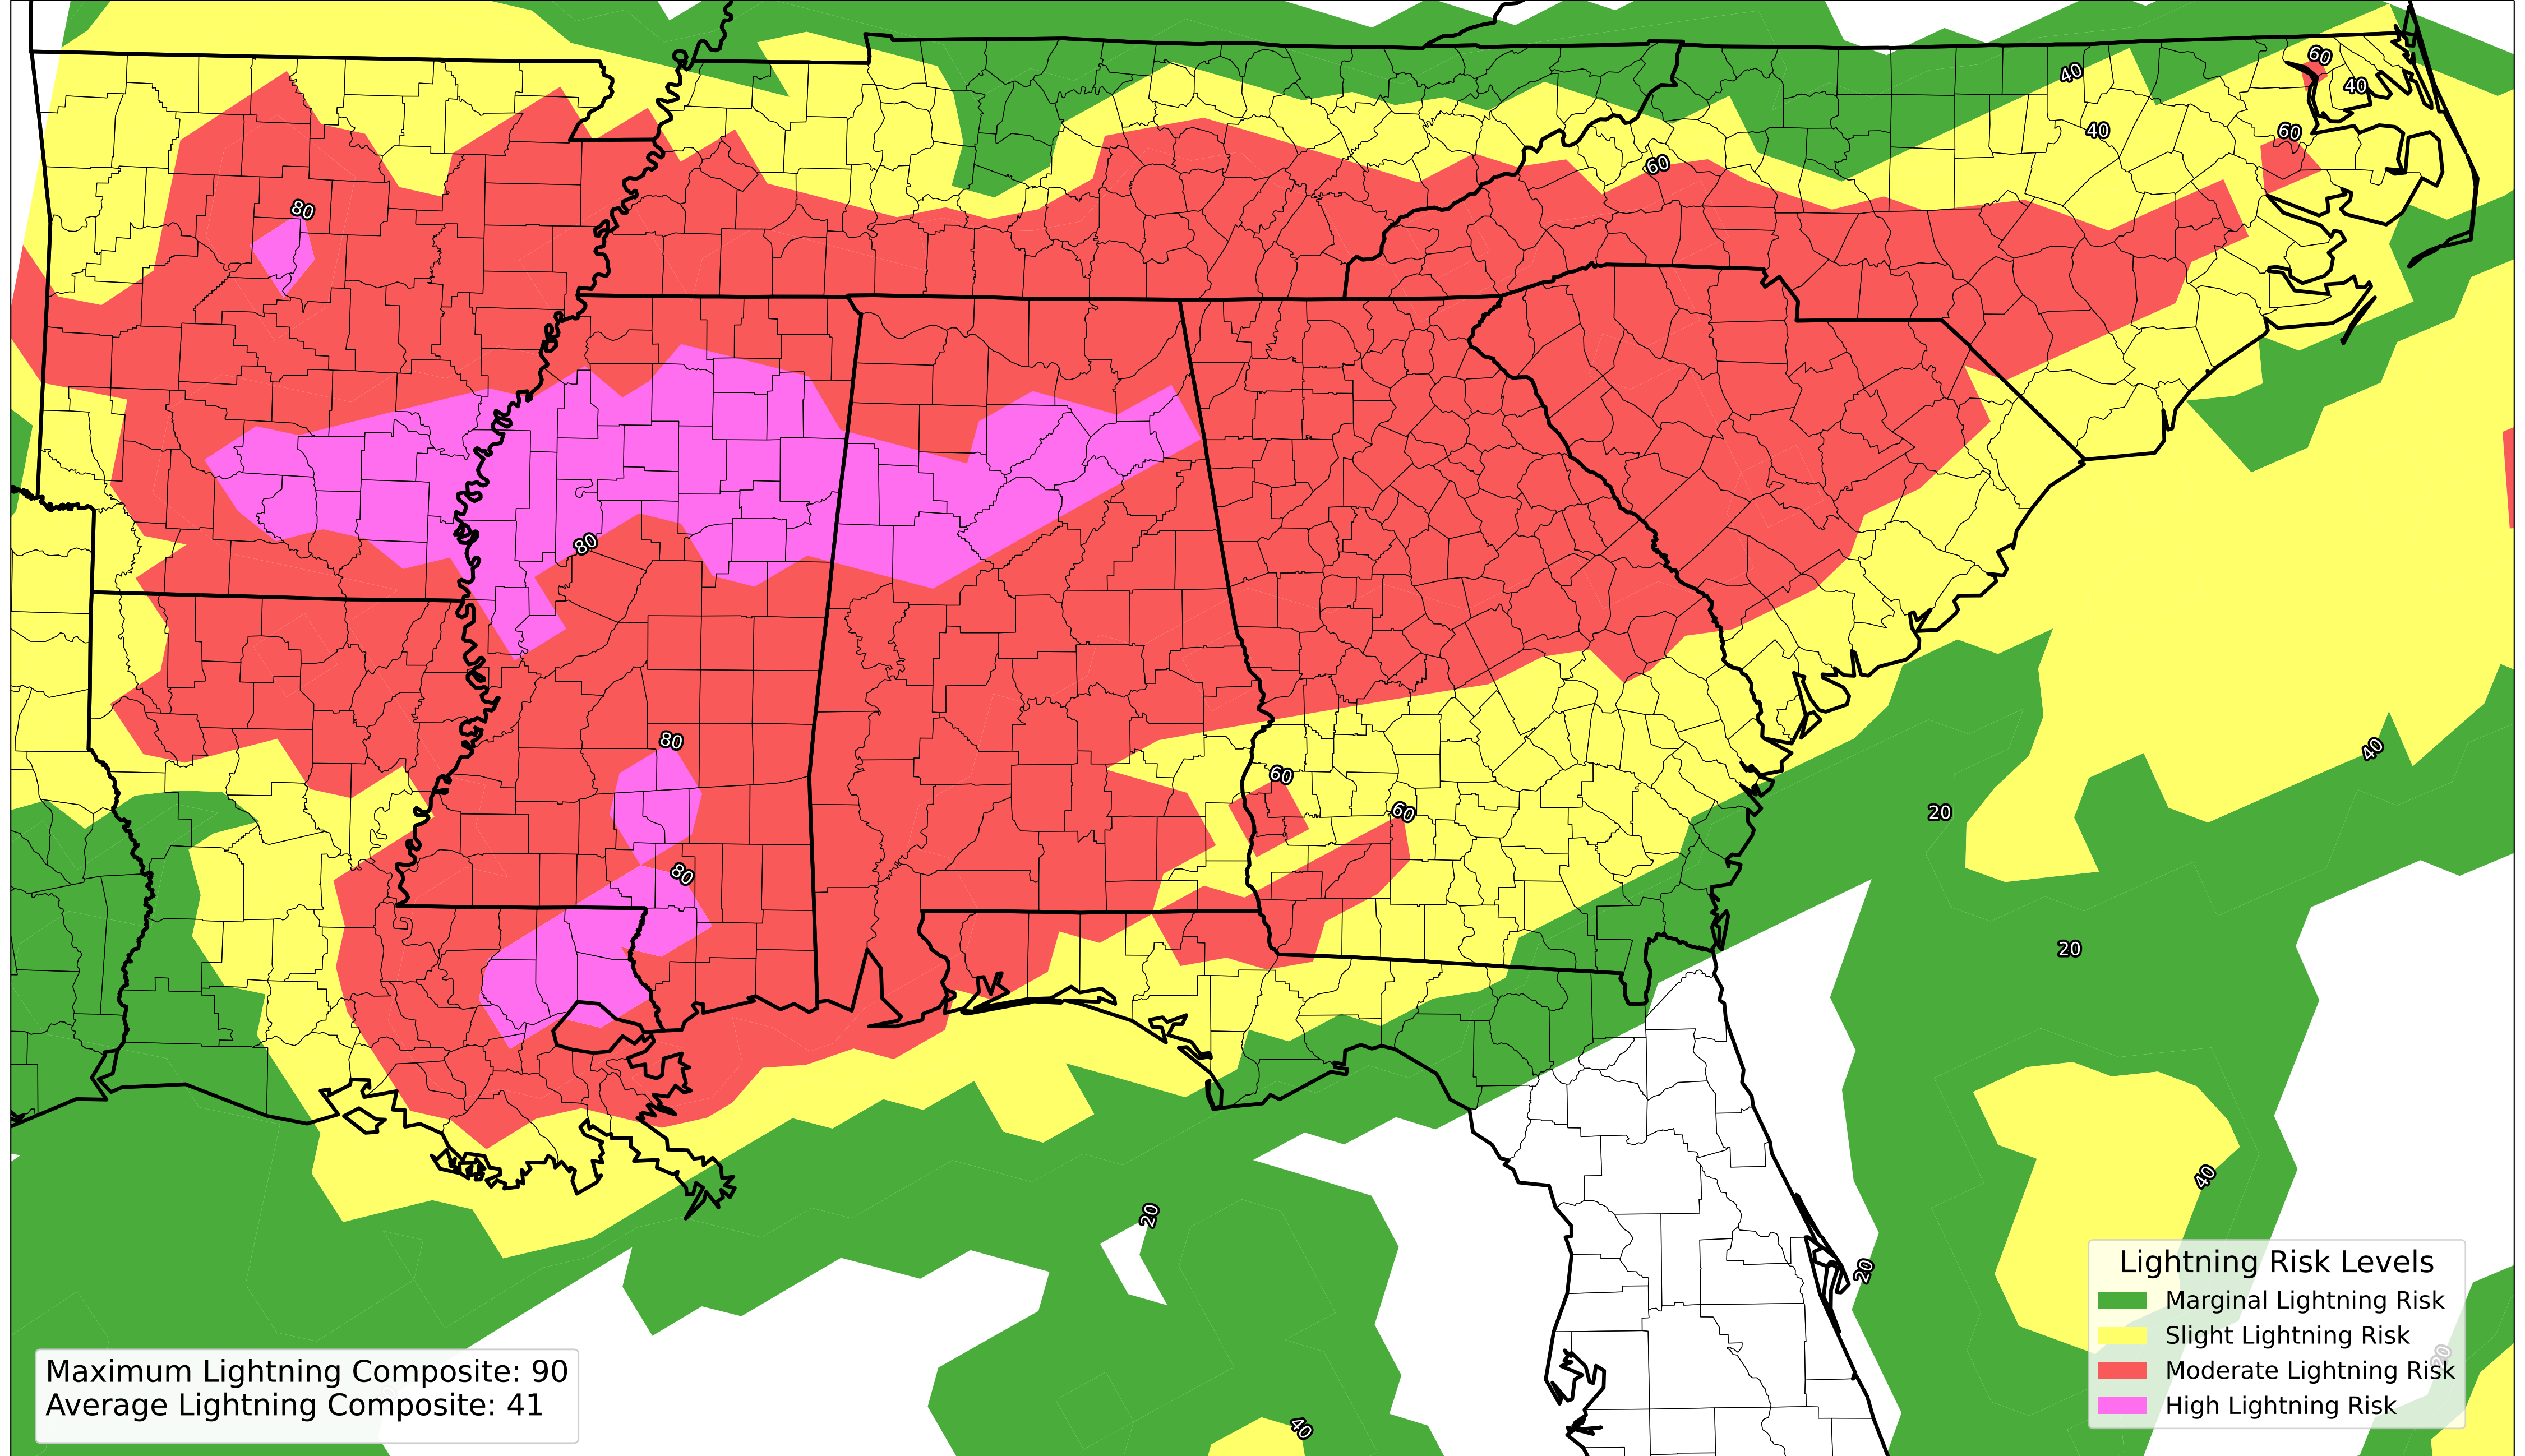 60
40
40
40
60
60
80
80
80
60
60
40
20
80
20
20
40
20
40
20
Lightning Risk Levels
Marginal Lightning Risk
Slight Lightning Risk
Moderate Lightning Risk
High Lightning Risk
Maximum Lightning Composite: 90
Average Lightning Composite: 41